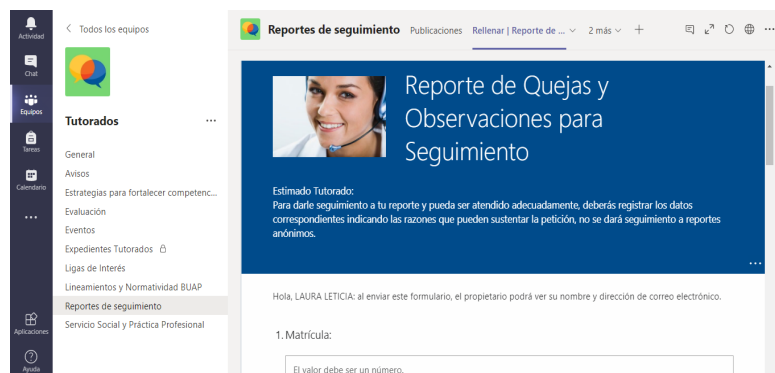 Actividad
Chat
Equipos
Tareas
Calendario
Aplicaciones
Ayuda
Todos los equipos
Tutorados
General
Avisos
Estrategias para fortalecer competenc...
Evaluación
Eventos
Expedientes Tutorados
Ligas de Interés
Lineamientos y Normatividad BUAP
Reportes de seguimiento
Servicio Social y Práctica Profesional
Reportes de seguimiento Publicaciones Rellenar | Reporte de ... 2 más
Reporte de Quejas y
Observaciones para
Seguimiento
Estimado Tutorado:
Para darle seguimiento a tu reporte y pueda ser atendido adecuadamente, deberás registrar los datos
correspondientes indicando las razones que pueden sustentar la petición, no se dará seguimiento a reportes
anónimos.
Hola, LAURA LETICIA: al enviar este formulario, el propietario podrá ver su nombre y dirección de correo electrónico.
1. Matrícula:
El valor debe ser un número.